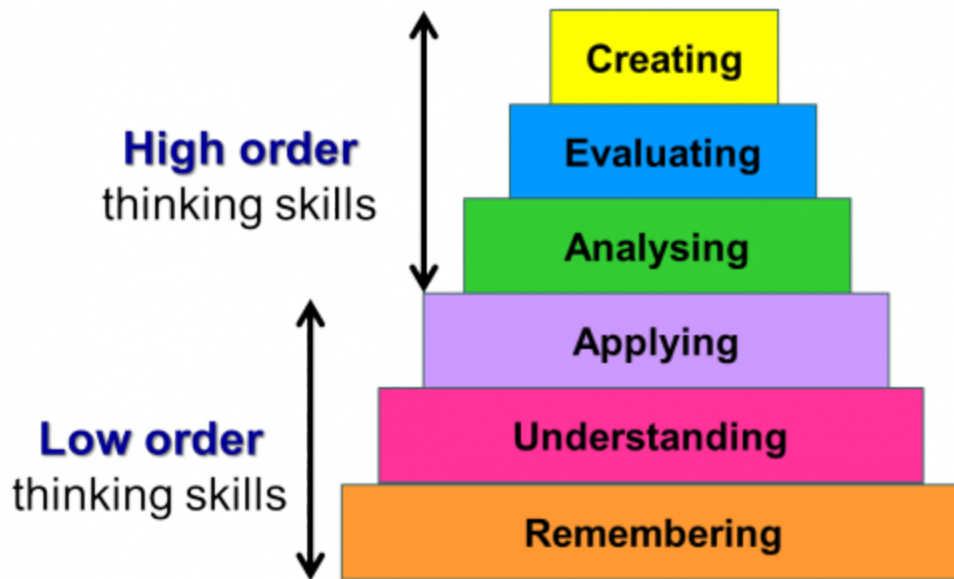 Creating
Evaluating
High order
thinking skills
Analysing
Applying
Low order
thinking skills
Understanding
Remembering